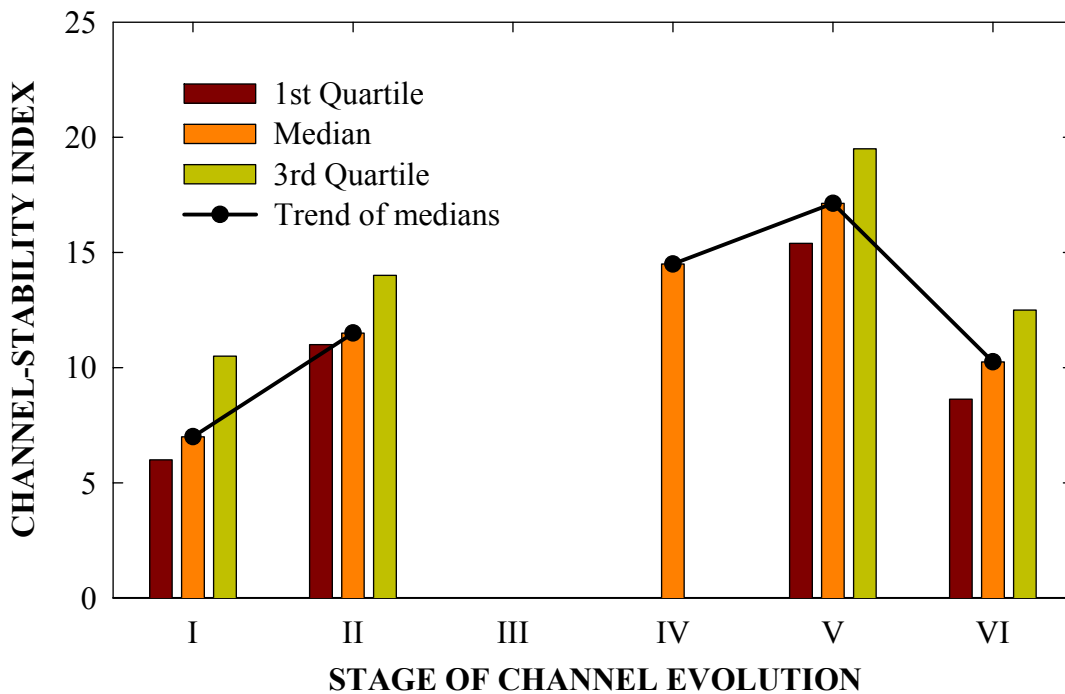 CHANNEL-STABILITY INDEX
25
20
15
10
5
0
1st Quartile
Median
3rd Quartile
Trend of medians
I II III IV V VI
STAGE OF CHANNEL EVOLUTION